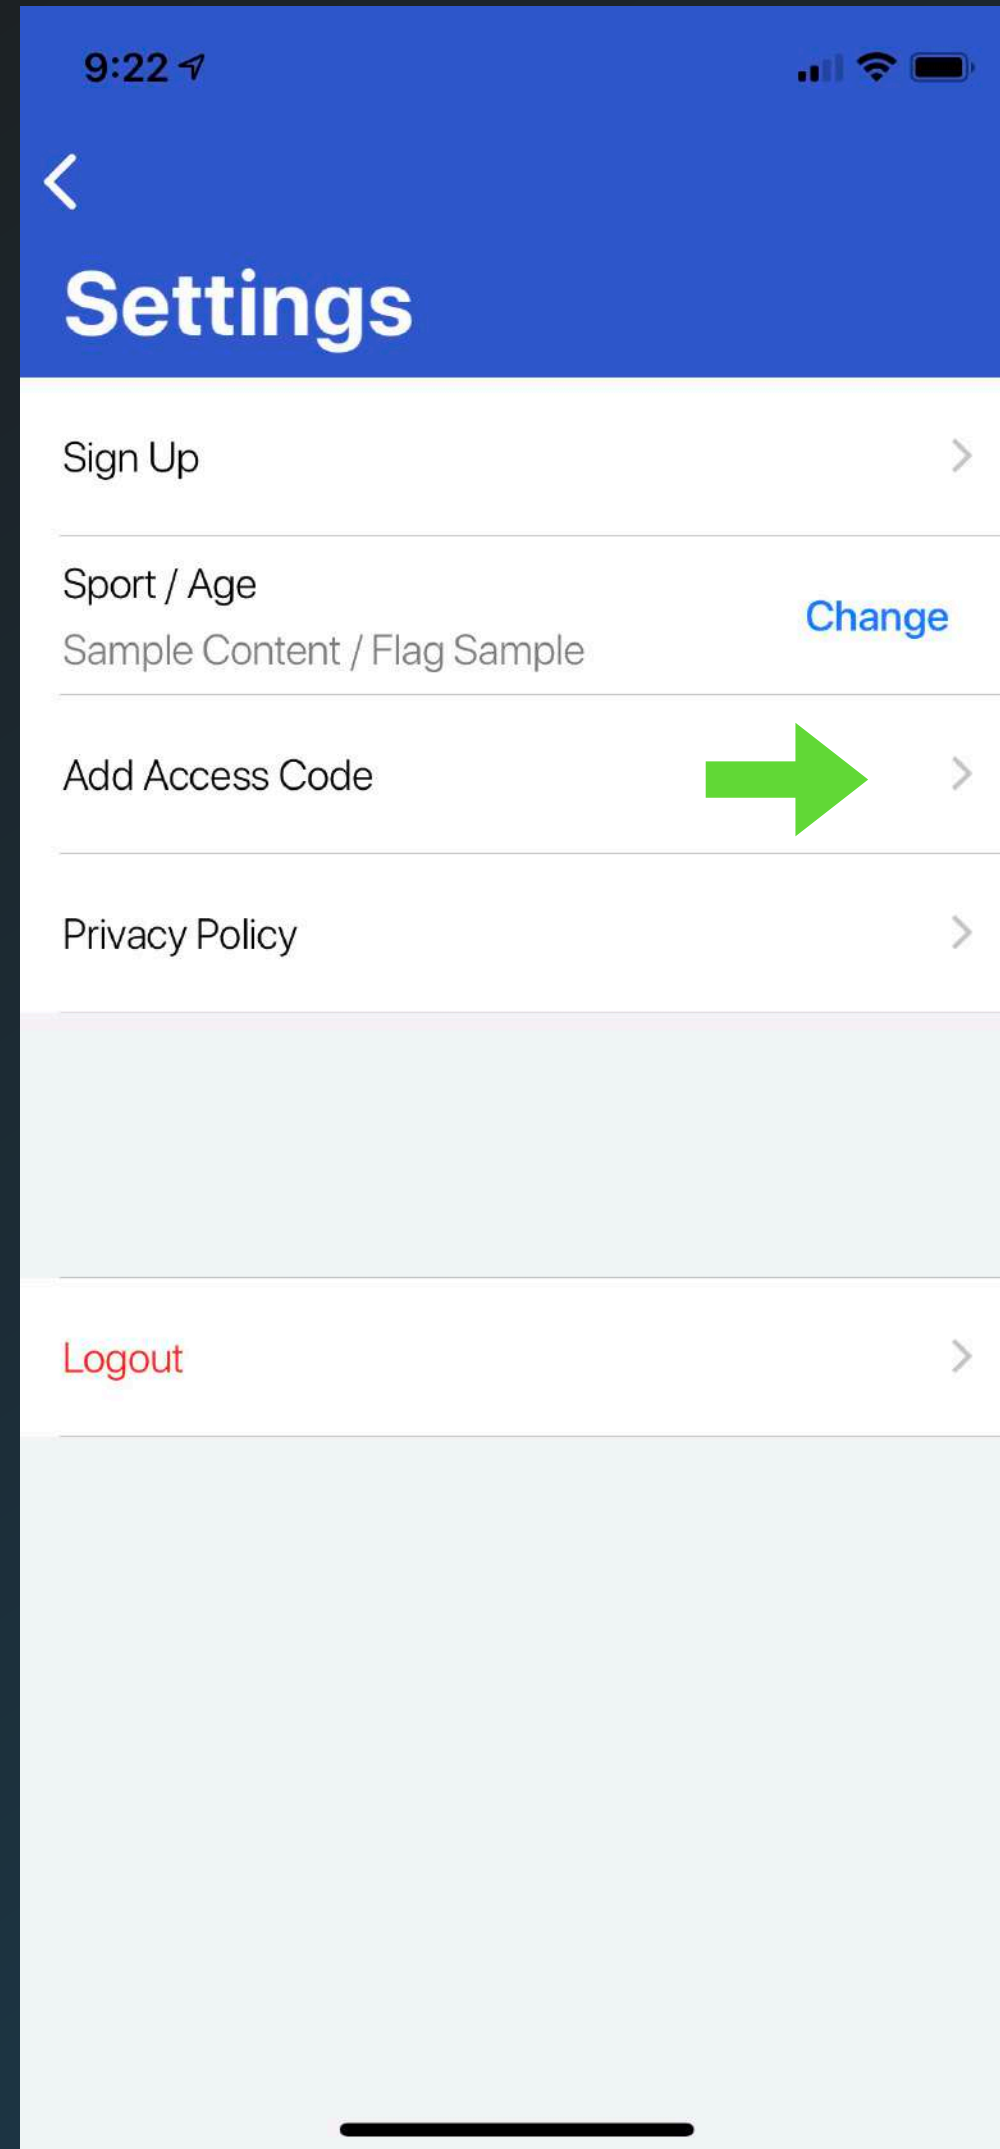 9:22
Settings
Sign Up
Sport / Age
Change
Sample Content / Flag Sample
Add Access Code
Privacy Policy
Logout